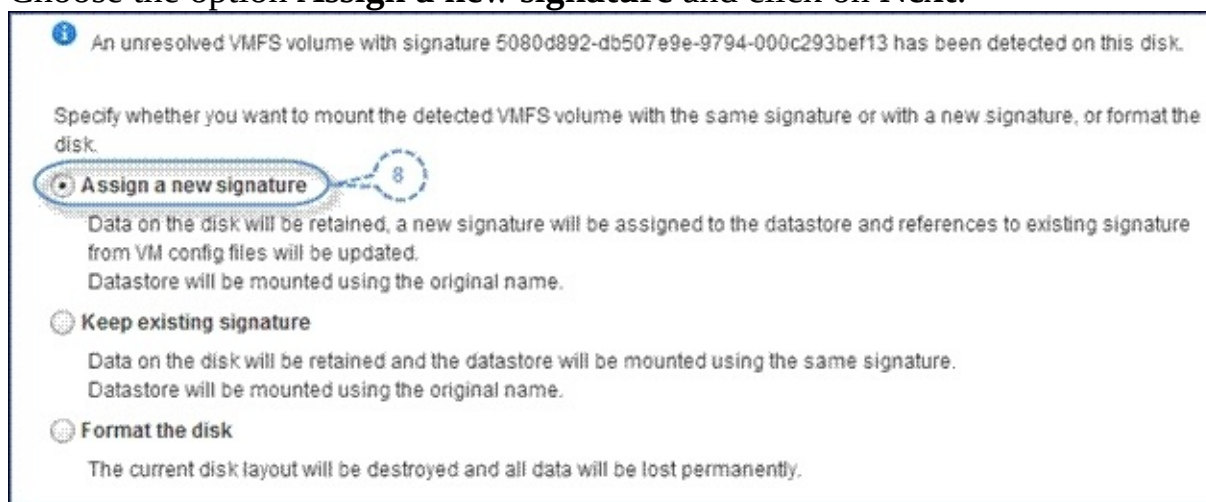 Choose the option Assign a new signature and click on Next.
An unresolved VMFS volume with signature 5080d892-db507e9e-9794-000c293bef13 has been detected on this disk.
Specify whether you want to mount the detected VMFS volume with the same signature or with a new signature, or format the
disk.
Assign a new signature
8
Data on the disk will be retained, a new signature will be assigned to the datastore and references to existing signature
from VM config files will be updated.
Datastore will be mounted using the original name.
Keep existing signature
Data on the disk will be retained and the datastore will be mounted using the same signature.
Datastore will be mounted using the original name.
Format the disk
The current disk layout will be destroyed and all data will be lost permanently.